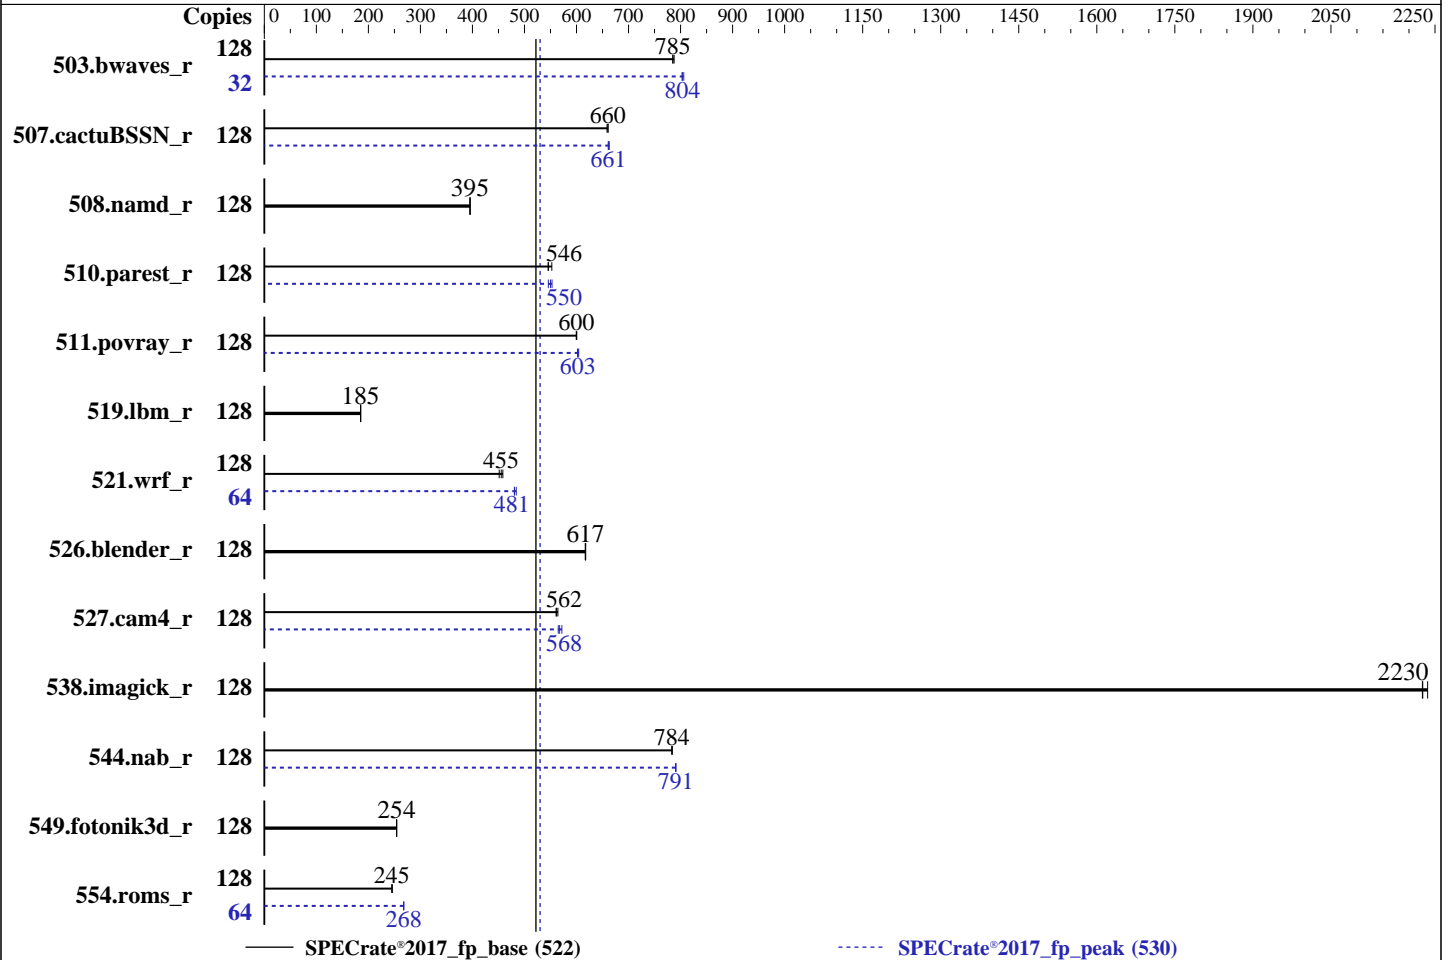 Copies 0 100 200 300 400 500 600 700 800 900 1000 1150 1300 1450 1600 1750 1900 2050 2250
503.bwaves_r 128 785
32 804
507.cactuBSSN_r 128 660
661
508.namd_r 128 395
510.parest_r 128 546
550
511.povray_r 128 600
603
519.lbm_r 128 185
521.wrf_r 128 455
64 481
526.blender_r 128 617
527.cam4_r 128 562
568
538.imagick_r 128 2230
544.nab_r 128 784
791
549.fotonik3d_r 128 254
554.roms_r 128 245
64 268
SPECrate®2017_fp_base (522) SPECrate®2017_fp_peak (530)